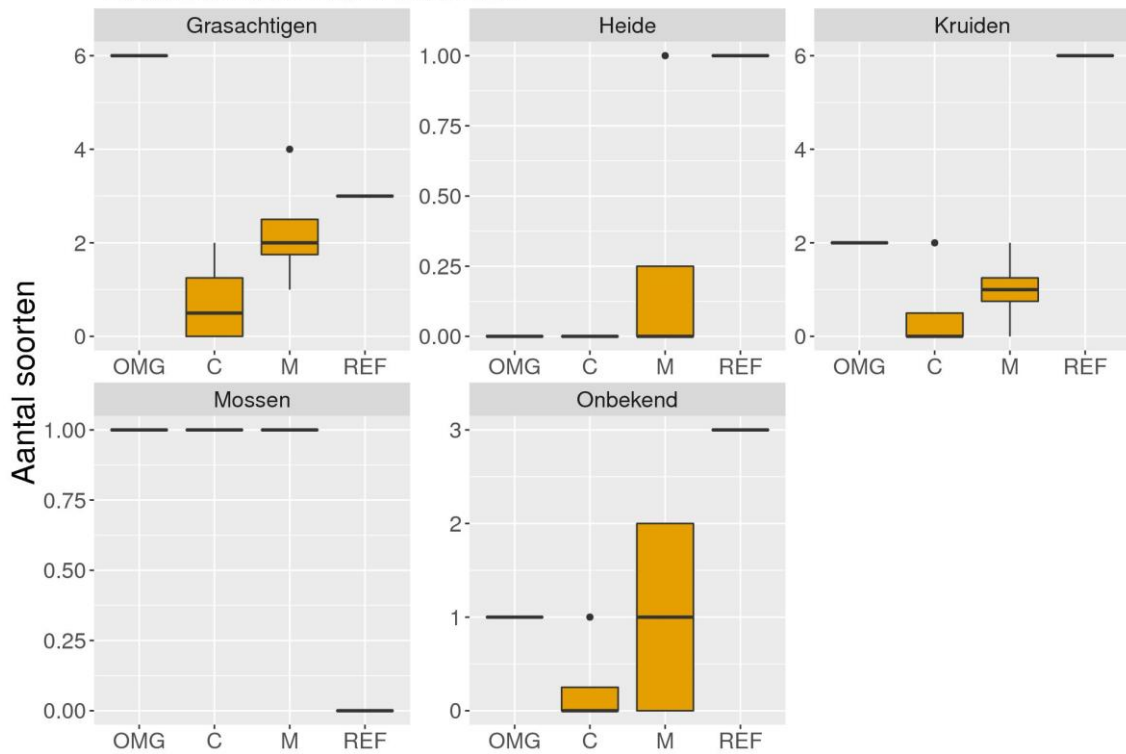 Grasachtigen
Heide
Kruiden
6
4
2
0
1.00
0.75
0.50
0.25
0.00
6
4
2
0
OMG C M REF
OMG C M REF
OMG C M REF
Aantal soorten
Mossen
Onbekend
1.00
0.75
0.50
0.25
0.00
3
2
1
0
OMG C M REF
OMG C M REF